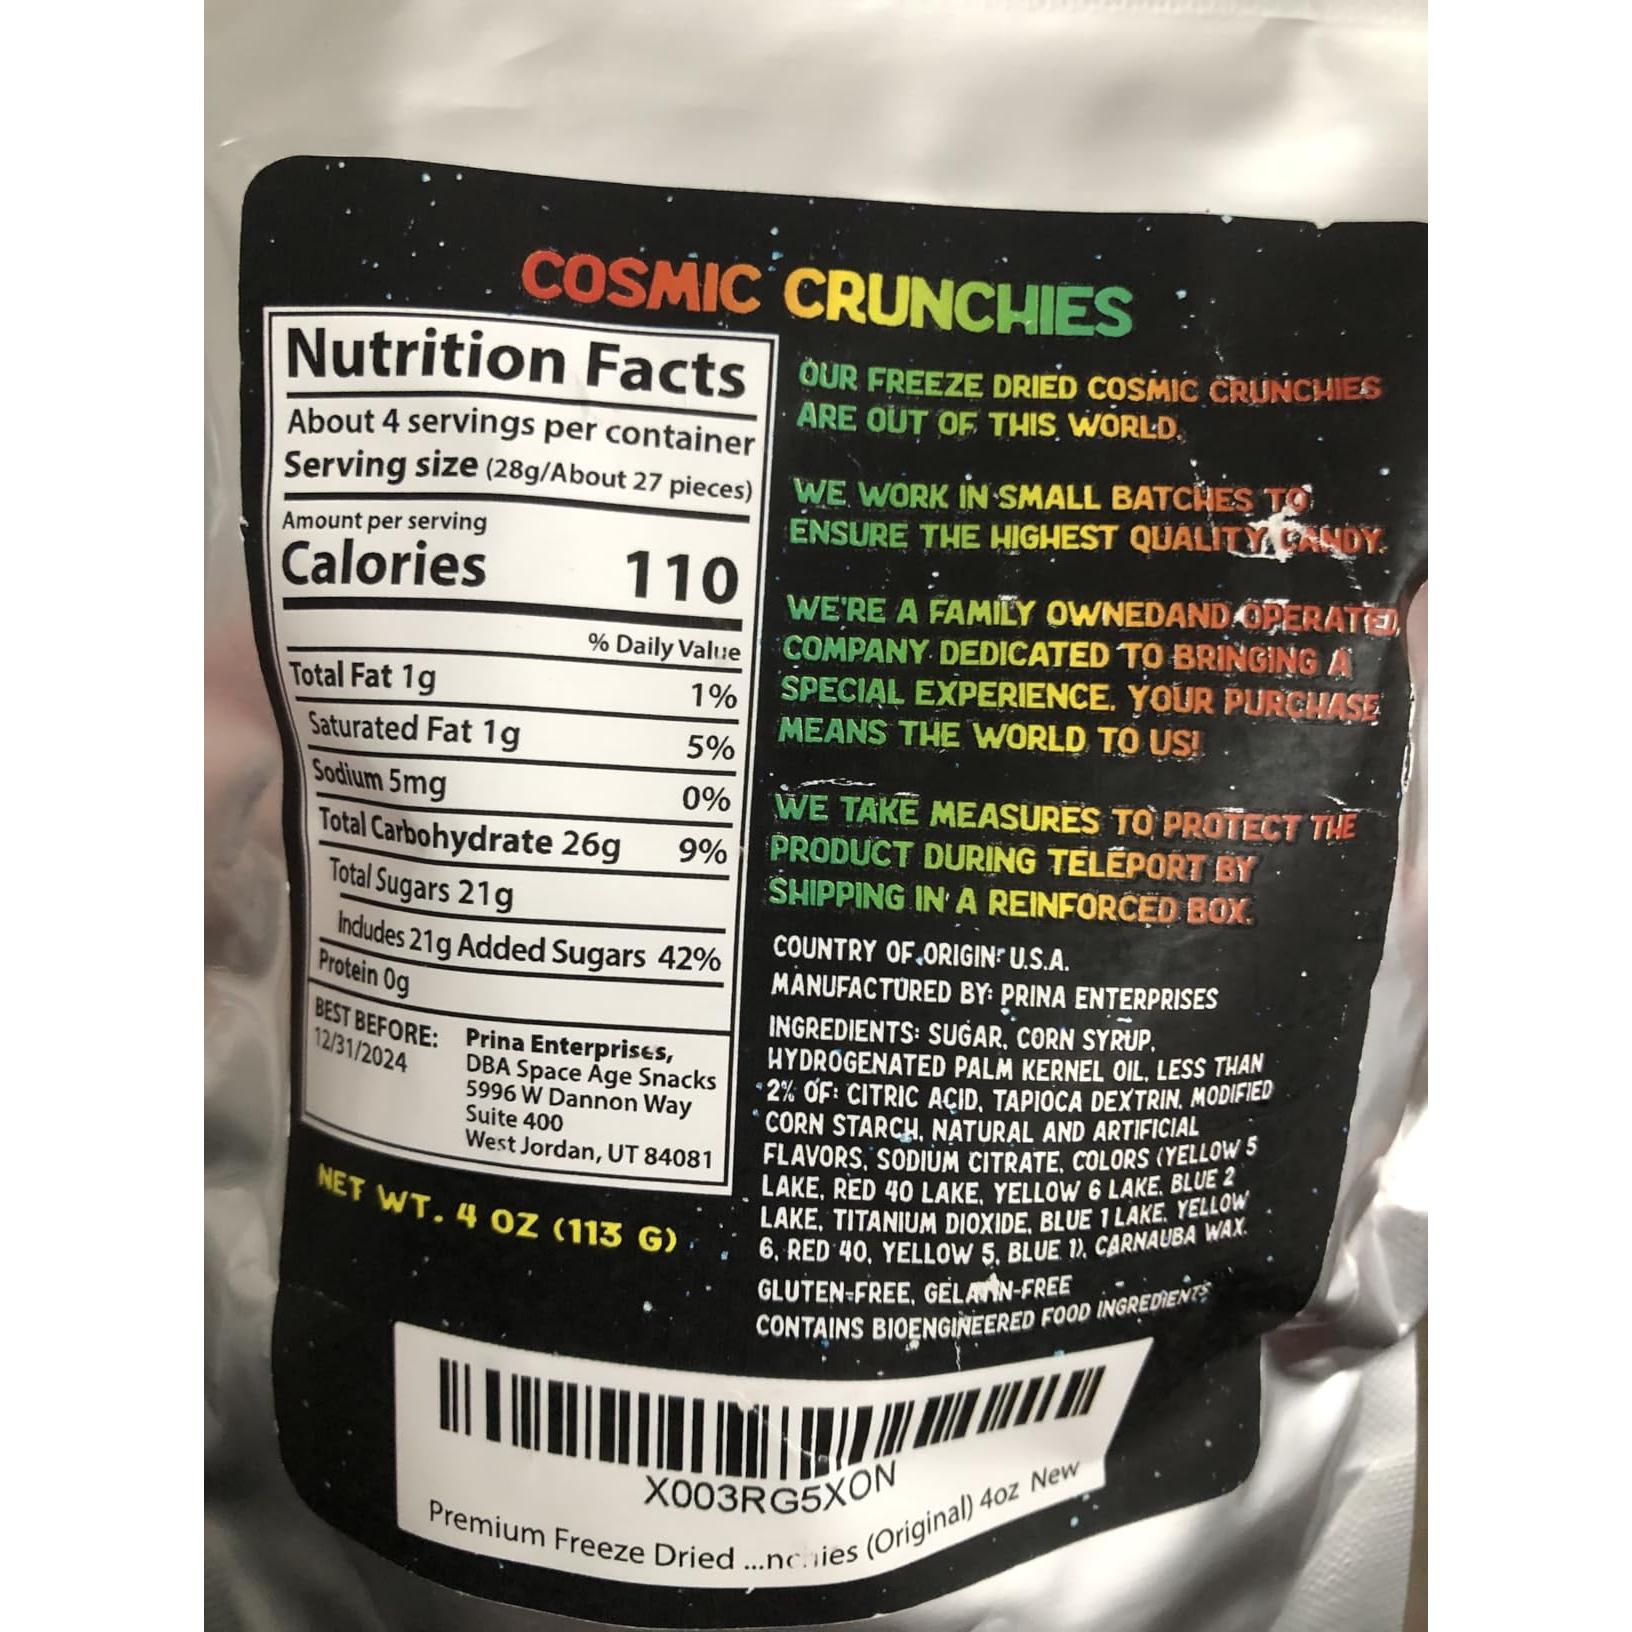 COSMIC CRUNCHIES
Nutrition Facts
About 4 servings per container
Serving size (28g/About 27 pieces)
Amount per serving
Calories 110
% Daily Value
Total Fat 1g 1%
Saturated Fat 1g 5%
Sodium 5mg 0%
Total Carbohydrate 26g 9%
Total Sugars 21g
Includes 21g Added Sugars 42%
Protein 0g
BEST BEFORE:
12/31/2024
Prina Enterprises,
DBA Space Age Snacks
5996 W Dannon Way
Suite 400
West Jordan, UT 84081
NET WT. 4 OZ (113 G)
OUR FREEZE DRIED COSMIC CRUNCHIES
ARE OUT OF THIS WORLD.
WE WORK IN SMALL BATCHES TO
ENSURE THE HIGHEST QUALITY CANDY.
WE'RE A FAMILY OWNEDAND OPERATED,
COMPANY DEDICATED TO BRINGING A
SPECIAL EXPERIENCE. YOUR PURCHASE
MEANS THE WORLD TO US!
WE TAKE MEASURES TO PROTECT THE
PRODUCT DURING TELEPORT BY
SHIPPING IN A REINFORCED BOX.
COUNTRY OF ORIGIN: U.S.A.
MANUFACTURED BY: PRINA ENTERPRISES
INGREDIENTS: SUGAR, CORN SYRUP,
HYDROGENATED PALM KERNEL OIL, LESS THAN
2% OF: CITRIC ACID, TAPIOCA DEXTRIN, MODIFIED
CORN STARCH, NATURAL AND ARTIFICIAL
FLAVORS, SODIUM CITRATE, COLORS (YELLOW 5
LAKE, RED 40 LAKE, YELLOW 6 LAKE, BLUE 2
LAKE, TITANIUM DIOXIDE, BLUE 1 LAKE, YELLOW
6, RED 40, YELLOW 5, BLUE 1), CARNAUBA WAX.
GLUTEN-FREE, GELATIN-FREE
CONTAINS BIOENGINEERED FOOD INGREDIENTS
X003RG5XON
Premium Freeze Dried ...nchies (Original) 4oz New